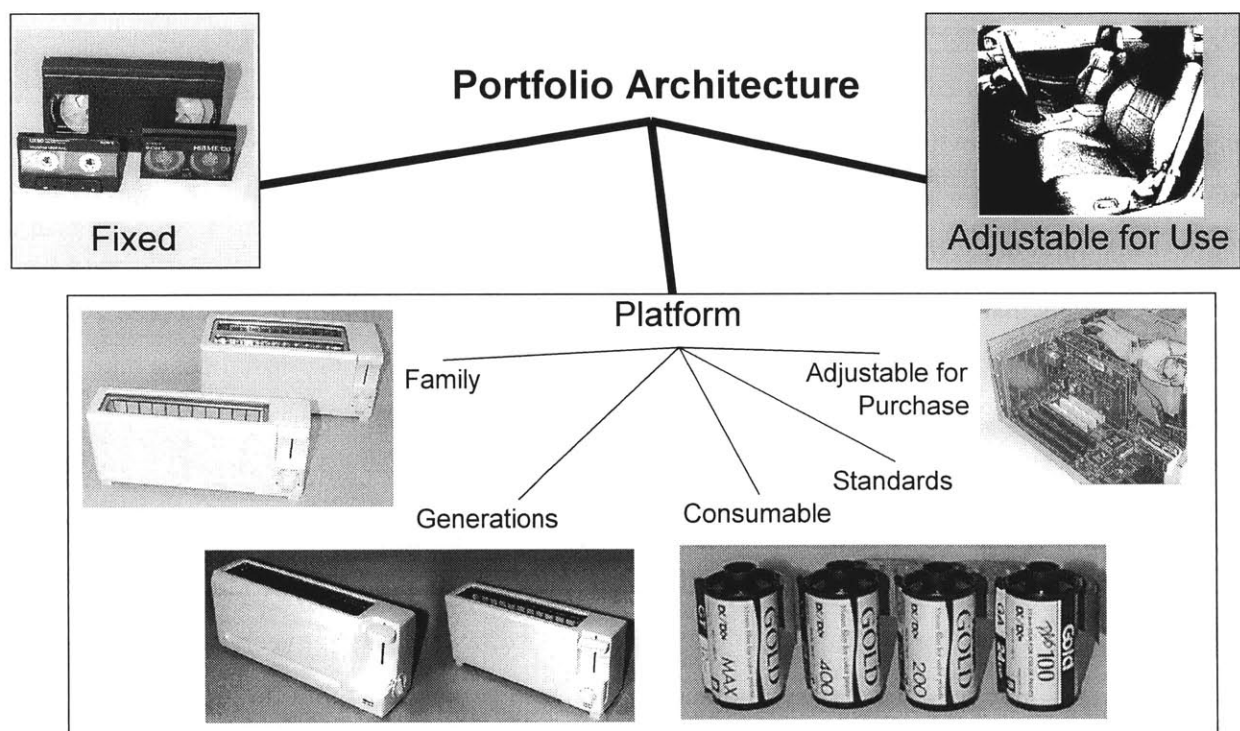 Portfolio Architecture
Fixed
Adjustable for Use
Platform
Family
Adjustable for
Purchase
Standards
Generations
Consumable
MAX
GOLD
400
GOLD
200
GOLD
100
Gold